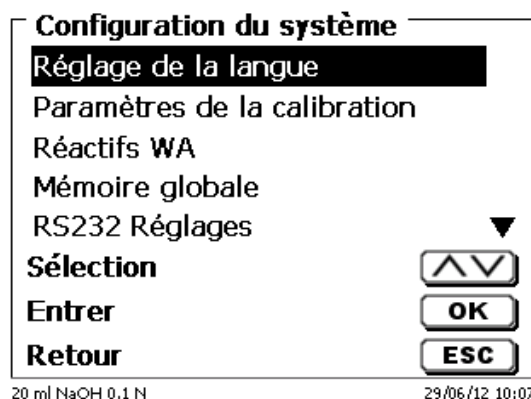 Configuration du système
Réglage de la langue
Paramètres de la calibration
Réactifs WA
Mémoire globale
RS232 Réglages
Sélection
Entrer OK
Retour ESC
20 ml NaOH 0.1 N 29/06/12 10:07